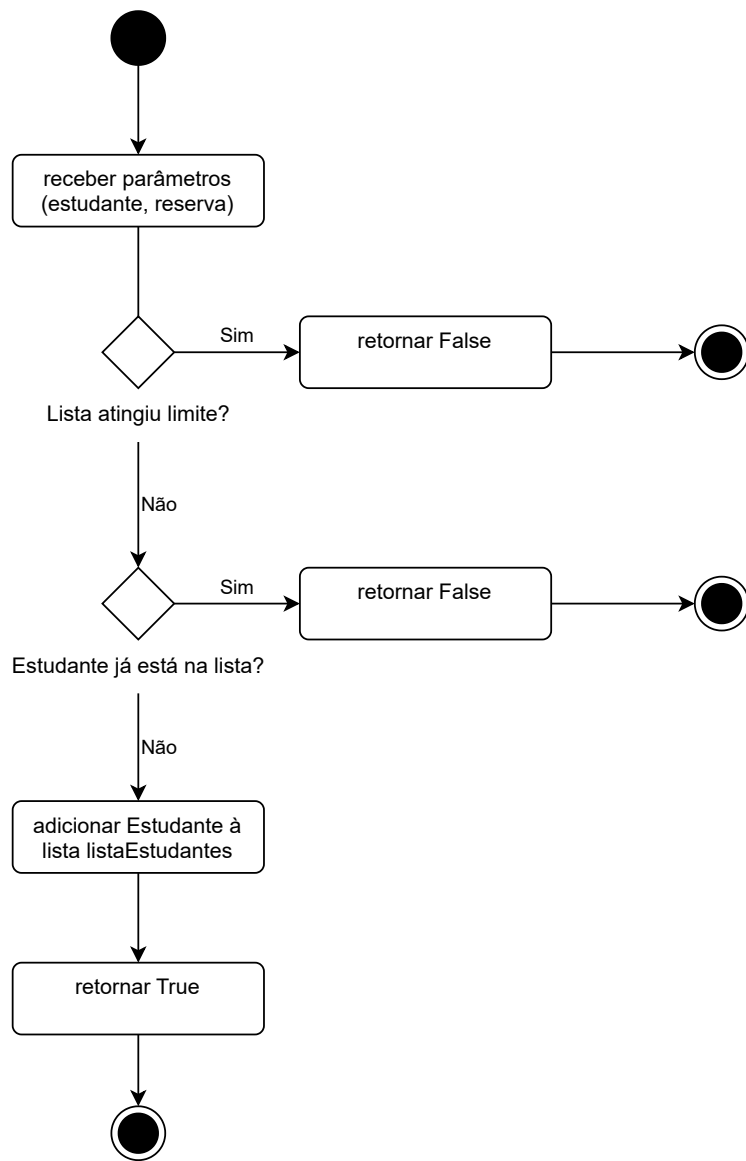 receber parâmetros
(estudante, reserva)
Sim
retornar False
Lista atingiu limite?
Não
Sim
retornar False
Estudante já está na lista?
Não
adicionar Estudante à
lista listaEstudantes
retornar True